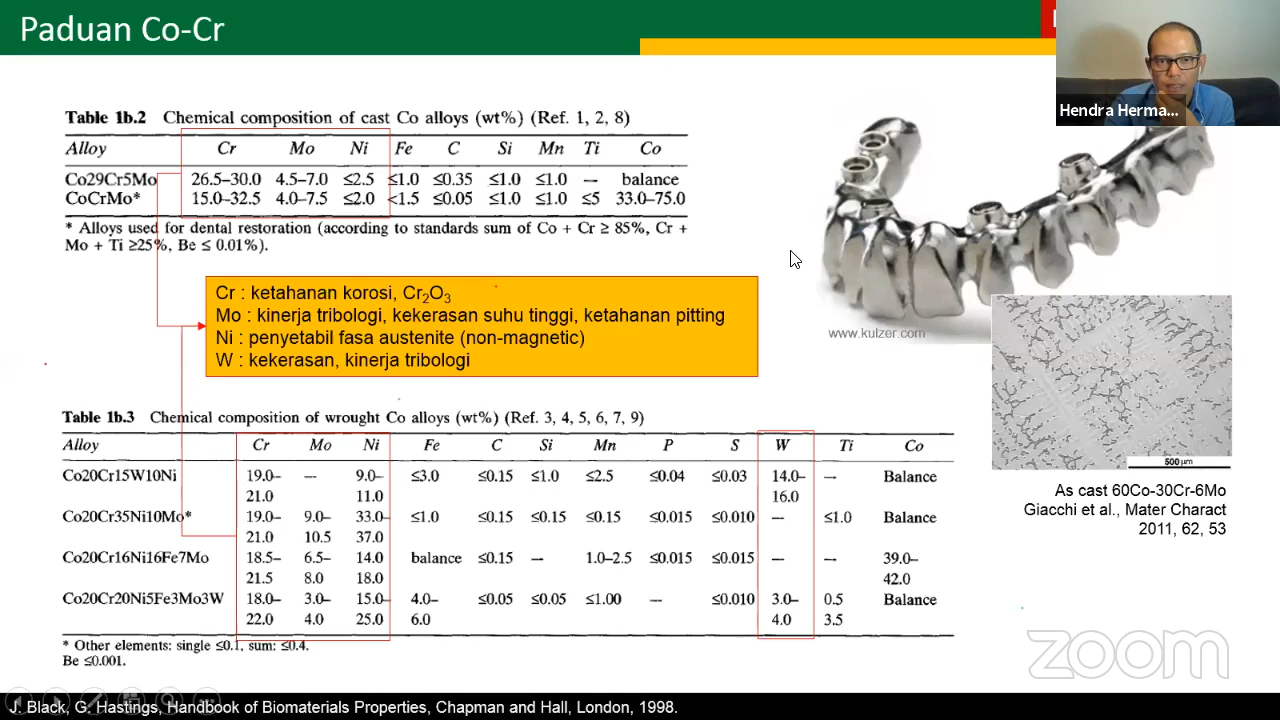 Paduan Co-Cr
Hendra Herma...
Table 1b.2 Chemical composition of cast Co alloys (wt%) (Ref. 1, 2, 8)
Alloy Cr Mo Ni Fe C Si Mn Ti Co
Co29Cr5Mo 26.5–30.0 4.5–7.0 ≤2.5 ≤1.0 ≤0.35 ≤1.0 ≤1.0 — balance
CoCrMo* 15.0–32.5 4.0–7.5 ≤2.0 <1.5 ≤0.05 ≤1.0 ≤1.0 ≤5 33.0–75.0
* Alloys used for dental restoration (according to standards sum of Co + Cr ≥ 85%, Cr +
Mo + Ti ≥25%, Be ≤ 0.01%).
Cr : ketahanan korosi, Cr₂O₃
Mo : kinerja tribologi, kekerasan suhu tinggi, ketahanan pitting
Ni : penyetabil fasa austenite (non-magnetic)
W : kekerasan, kinerja tribologi
www.kulzer.com
500 µm
As cast 60Co-30Cr-6Mo
Giacchi et al., Mater Charact
2011, 62, 53
Table 1b.3 Chemical composition of wrought Co alloys (wt%) (Ref. 3, 4, 5, 6, 7, 9)
Alloy Cr Mo Ni Fe C Si Mn P S W Ti Co
Co20Cr15W10Ni 19.0– — 9.0– ≤3.0 ≤0.15 ≤1.0 ≤2.5 ≤0.04 ≤0.03 14.0– — Balance
21.0 11.0 16.0
Co20Cr35Ni10Mo* 19.0– 9.0– 33.0– ≤1.0 ≤0.15 ≤0.15 ≤0.15 ≤0.015 ≤0.010 — ≤1.0 Balance
21.0 10.5 37.0
Co20Cr16Ni16Fe7Mo 18.5– 6.5– 14.0 balance ≤0.15 — 1.0–2.5 ≤0.015 ≤0.015 — — 39.0–
21.5 8.0 18.0 42.0
Co20Cr20Ni5Fe3Mo3W 18.0– 3.0– 15.0– 4.0– ≤0.05 ≤0.05 ≤1.00 — ≤0.010 3.0– 0.5 Balance
22.0 4.0 25.0 6.0 4.0 3.5
* Other elements: single ≤0.1, sum: ≤0.4.
Be ≤0.001.
zoom
J. Black, G. Hastings, Handbook of Biomaterials Properties, Chapman and Hall, London, 1998.